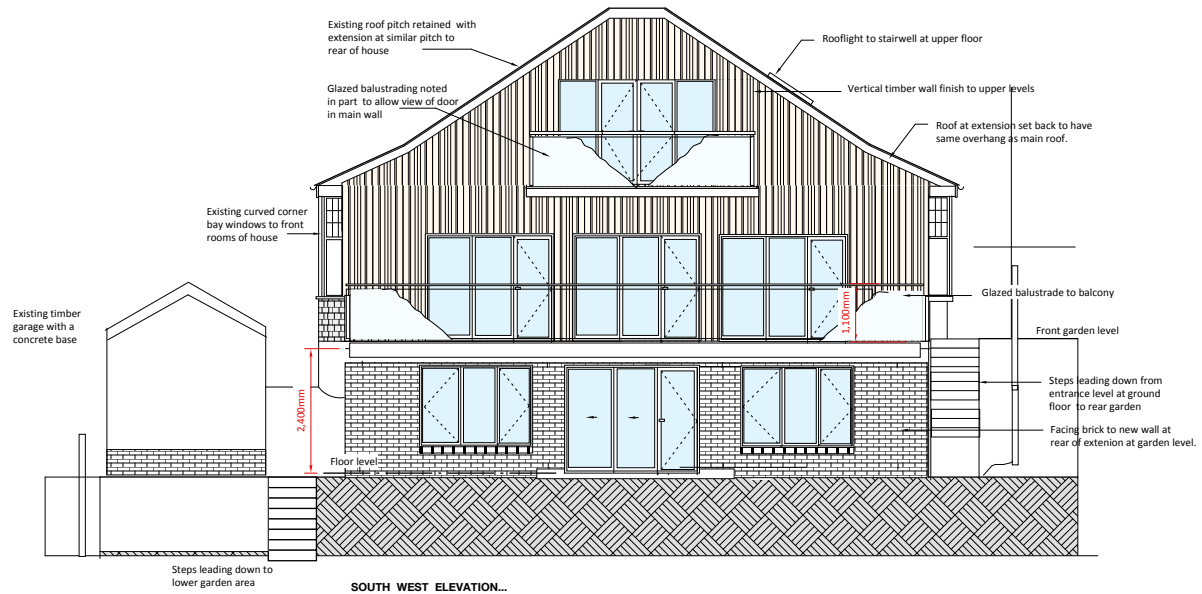 Existing roof pitch retained with
extension at similar pitch to
rear of house
Rooflight to stairwell at upper floor
Glazed balustrading noted
in part to allow view of door
in main wall
Vertical timber wall finish to upper levels
Roof at extension set back to have
same overhang as main roof.
Existing curved corner
bay windows to front
rooms of house
Glazed balustrade to balcony
1,100mm
Existing timber
garage with a
concrete base
Front garden level
2,400mm
Steps leading down from
entrance level at ground
floor to rear garden
Facing brick to new wall at
rear of extenion at garden level.
Floor level
Steps leading down to
lower garden area
SOUTH WEST ELEVATION...